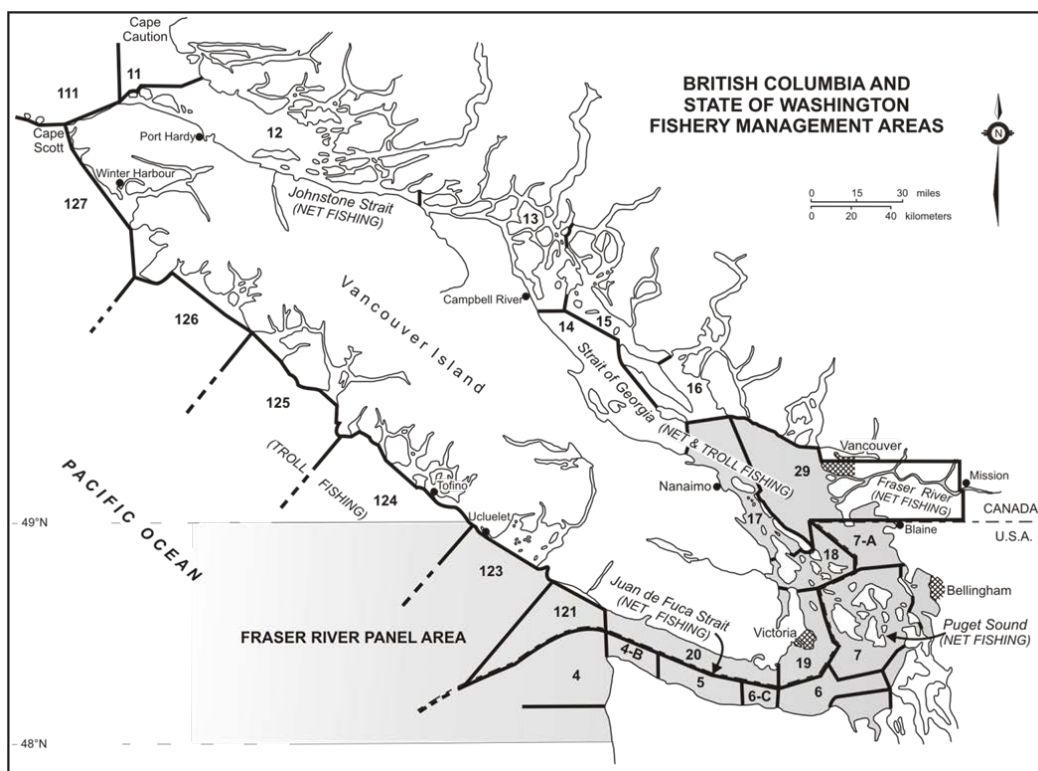 Cape
Caution
BRITISH COLUMBIA AND
STATE OF WASHINGTON
FISHERY MANAGEMENT AREAS
111
11
12
Cape
Scott
Port Hardy
N
Winter Harbour
127
Johnstone Strait
(NET FISHING)
0 15 30 miles
0 20 40 kilometers
13
Vancouver Island
Campbell River
126
14
15
Strait of Georgia
16
125
(NET & TROLL FISHING)
Vancouver
29
Mission
Fraser River
(NET FISHING)
PACIFIC OCEAN
(TROLL
FISHING)
124
Tofino
Nanaimo
17
CANADA
49°N
Ucluelet
Blaine
U.S.A.
7-A
18
123
Juan de Fuca Strait
(NET FISHING)
Bellingham
121
Victoria
Puget Sound
(NET FISHING)
FRASER RIVER PANEL AREA
4-B
20
19
7
4
5
6-C
6
48°N